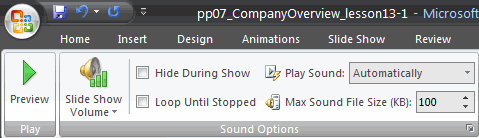 pp07_CompanyOverview_lesson13-1 - Microsoft
Home Insert Design Animations Slide Show Review
Preview
Slide Show Volume
Hide During Show
Loop Until Stopped
Play Sound: Automatically
Max Sound File Size (KB): 100
Play Sound Options